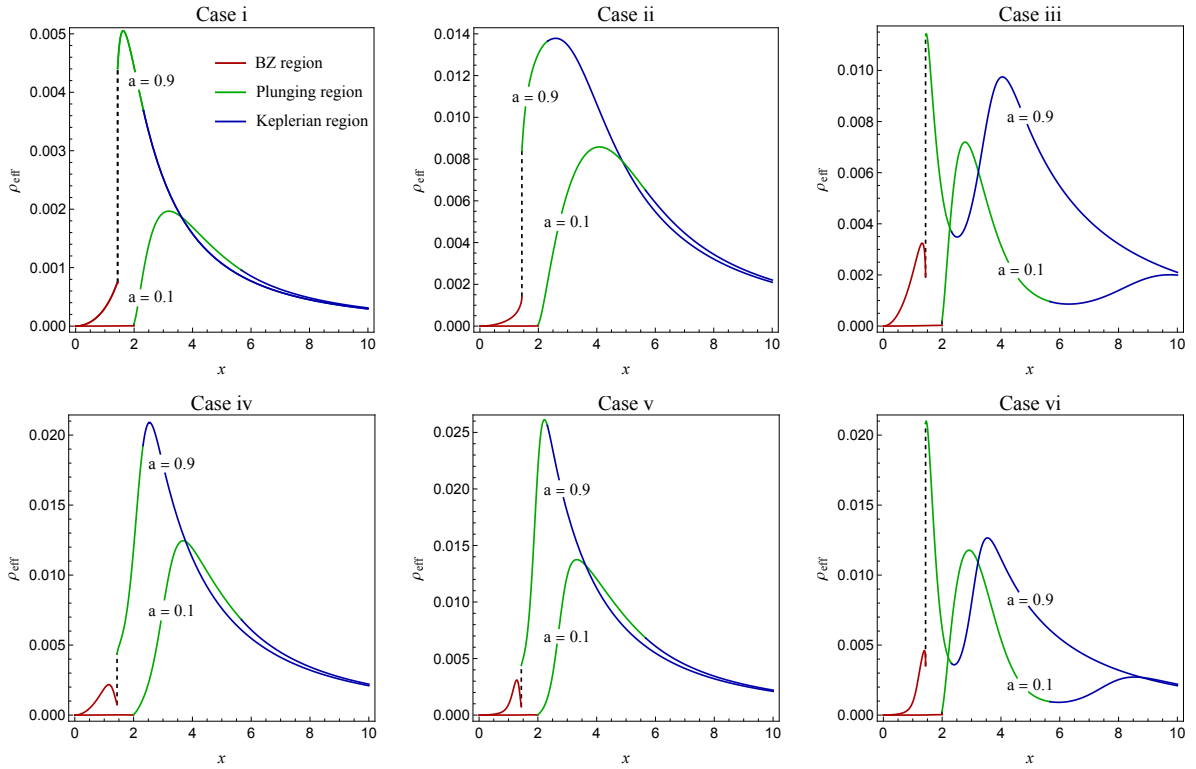 Case i
0.005
0.004
0.003
0.002
0.001
0.000
ρeff
a = 0.9
a = 0.1
BZ region
Plunging region
Keplerian region
0 2 4 6 8 10
x
Case ii
0.014
0.012
0.010
0.008
0.006
0.004
0.002
0.000
ρeff
a = 0.9
a = 0.1
0 2 4 6 8 10
x
Case iii
0.010
0.008
0.006
0.004
0.002
0.000
ρeff
a = 0.9
a = 0.1
0 2 4 6 8 10
x
Case iv
0.020
0.015
0.010
0.005
0.000
ρeff
a = 0.9
a = 0.1
0 2 4 6 8 10
x
Case v
0.025
0.020
0.015
0.010
0.005
0.000
ρeff
a = 0.9
a = 0.1
0 2 4 6 8 10
x
Case vi
0.020
0.015
0.010
0.005
0.000
ρeff
a = 0.9
a = 0.1
0 2 4 6 8 10
x